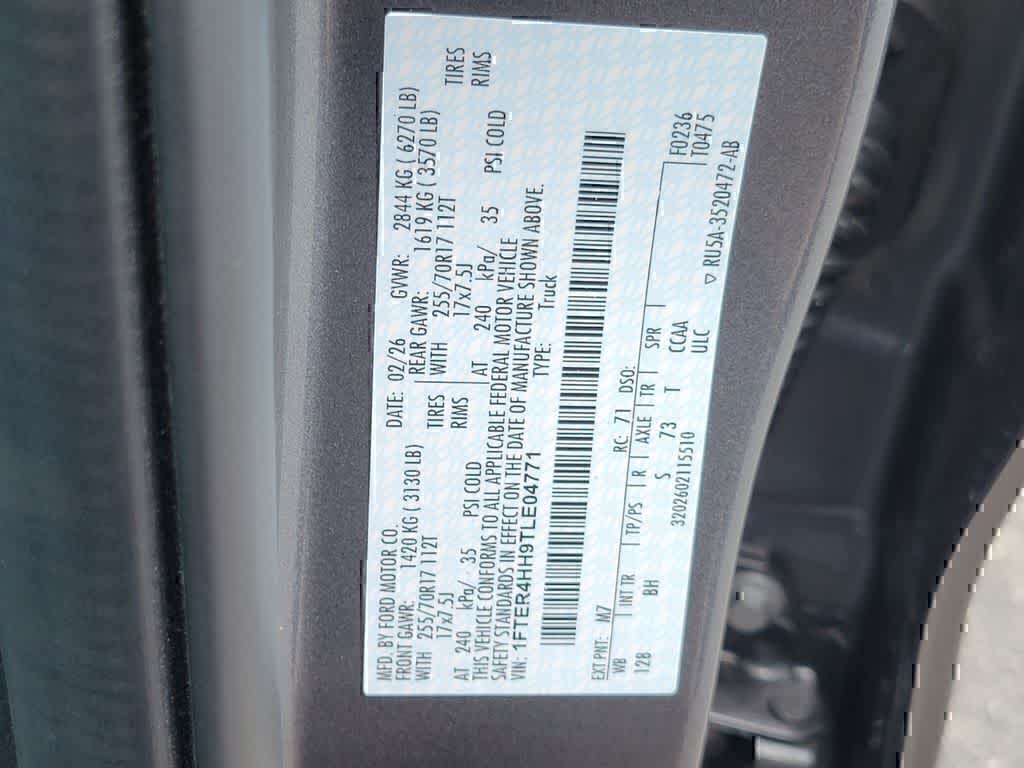 MFD. BY FORD MOTOR CO. DATE: 02/26 GVWR: 2844 KG ( 6270 LB)
FRONT GAWR: 1420 KG ( 3130 LB) REAR GAWR: 1619 KG ( 3570 LB)
WITH 255/70R17 112T TIRES WITH 255/70R17 112T TIRES
17x7.5J RIMS 17x7.5J RIMS
AT 240 kPa/ 35 PSI COLD AT 240 kPa/ 35 PSI COLD
THIS VEHICLE CONFORMS TO ALL APPLICABLE FEDERAL MOTOR VEHICLE
SAFETY STANDARDS IN EFFECT ON THE DATE OF MANUFACTURE SHOWN ABOVE.
VIN: 1FTER4HH9TLE04771 TYPE: Truck
EXT PNT: M7 RC: 71 DSO: F0236
WB INT TR TP/PS R AXLE TR SPR T0475
128 BH S 73 T CCAA
3202602115510 ULC ▽ RU5A-3520472-AB